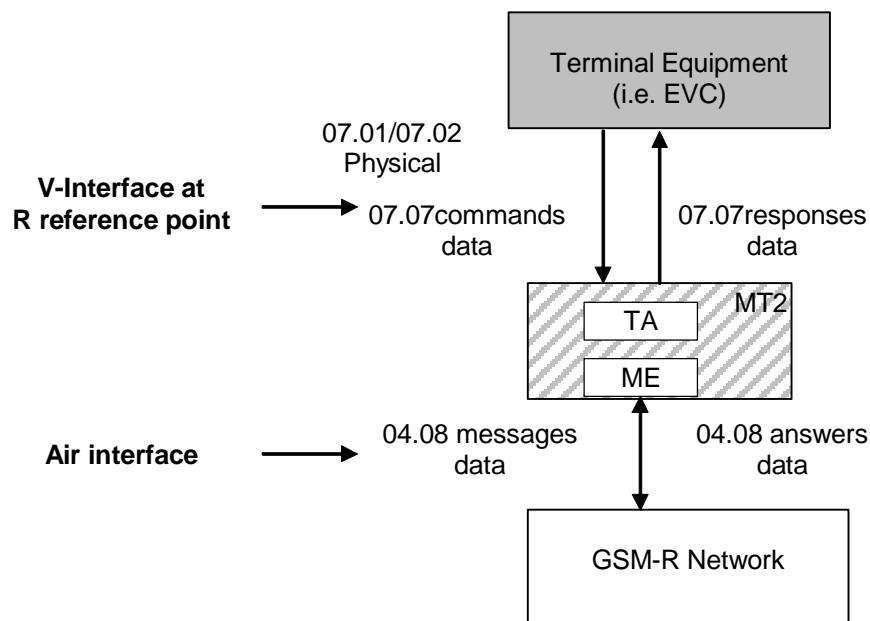 Terminal Equipment
(i.e. EVC)
07.01/07.02
Physical
V-Interface at
R reference point
07.07commands
data
07.07responses
data
MT2
TA
ME
Air interface
04.08 messages
data
04.08 answers
data
GSM-R Network